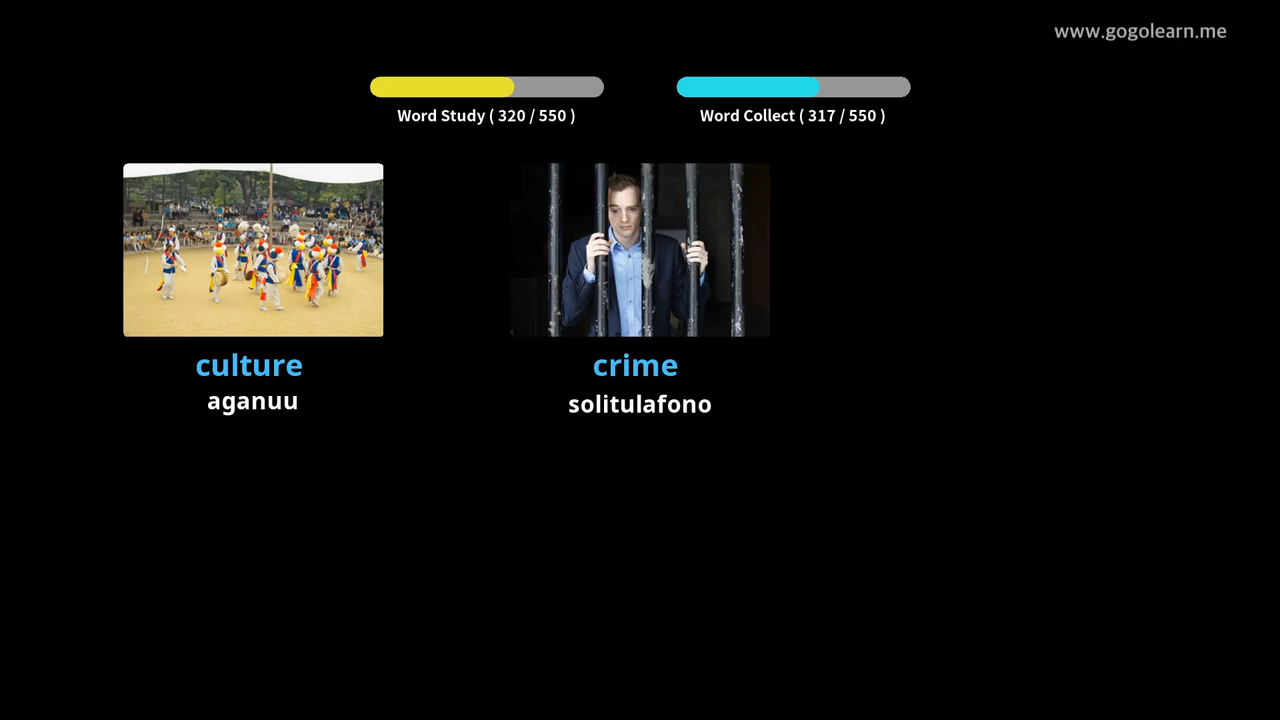 www.gogolearn.me
Word Study ( 320 / 550 )
Word Collect ( 317 / 550 )
culture
aganuu
crime
solitulafono